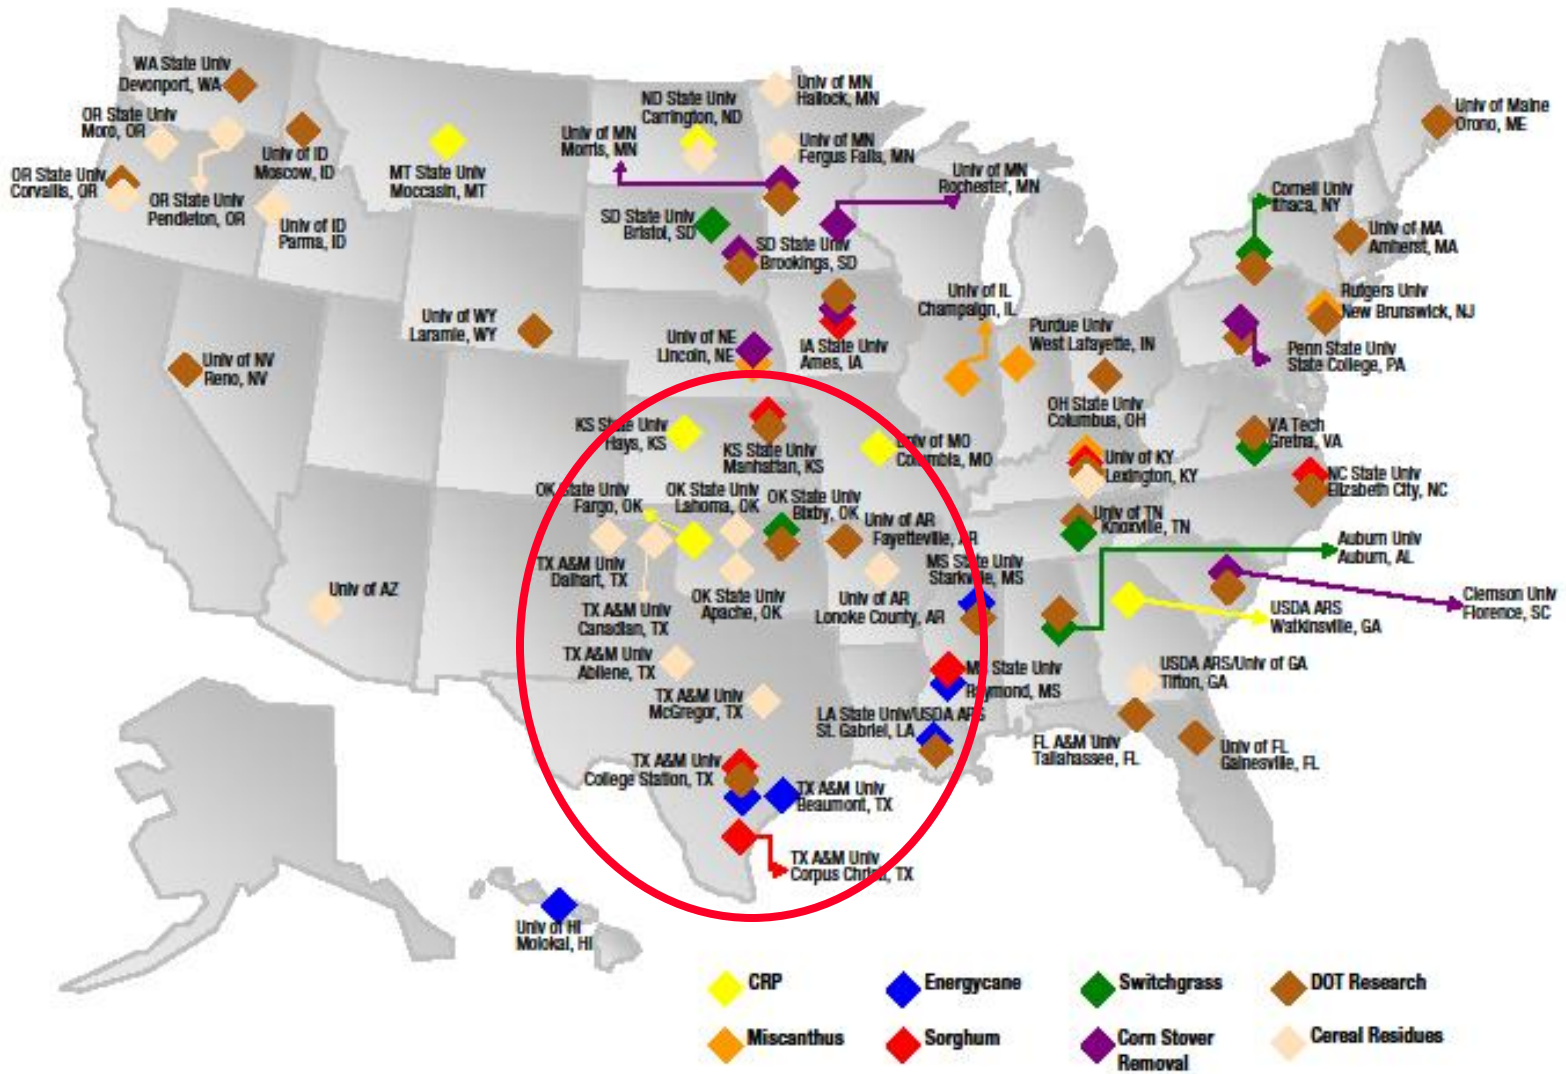 WA State Univ
Devonport, WA
OR State Univ
Moro, OR
OR State Univ
Corvallis, OR
OR State Univ
Pendleton, OR
Univ of ID
Moscow, ID
Univ of ID
Parma, ID
MT State Univ
Moccasin, MT
Univ of WY
Laramie, WY
Univ of NV
Reno, NV
Univ of AZ
ND State Univ
Carrington, ND
Univ of MN
Hallock, MN
Univ of MN
Morris, MN
Univ of MN
Fergus Falls, MN
Univ of MN
Rochester, MN
SD State Univ
Bristol, SD
SD State Univ
Brookings, SD
Univ of NE
Lincoln, NE
IA State Univ
Ames, IA
Univ of IL
Champaign, IL
Purdue Univ
West Lafayette, IN
OH State Univ
Columbus, OH
Univ of Maine
Orono, ME
Cornell Univ
Ithaca, NY
Univ of MA
Amherst, MA
Rutgers Univ
New Brunswick, NJ
Penn State Univ
State College, PA
VA Tech
Gretna, VA
Univ of KY
Lexington, KY
NC State Univ
Elizabeth City, NC
Univ of TN
Knoxville, TN
Auburn Univ
Auburn, AL
Clemson Univ
Florence, SC
USDA ARS
Watkinsville, GA
USDA ARS/Univ of GA
Tifton, GA
FL A&M Univ
Tallahassee, FL
Univ of FL
Gainesville, FL
KS State Univ
Hays, KS
KS State Univ
Manhattan, KS
Univ of MO
Columbia, MO
OK State Univ
Fargo, OK
OK State Univ
Lahoma, OK
OK State Univ
Bixby, OK
Univ of AR
Fayetteville, AR
TX A&M Univ
Dalhart, TX
TX A&M Univ
Canadian, TX
OK State Univ
Apache, OK
Univ of AR
Lonoke County, AR
MS State Univ
Starkville, MS
TX A&M Univ
Abilene, TX
TX A&M Univ
McGregor, TX
MS State Univ
Raymond, MS
LA State Univ/USDA ARS
St. Gabriel, LA
TX A&M Univ
College Station, TX
TX A&M Univ
Beaumont, TX
TX A&M Univ
Corpus Christi, TX
Univ of HI
Molokai, HI
CRP
Energycane
Switchgrass
DOT Research
Miscanthus
Sorghum
Corn Stover
Removal
Cereal Residues